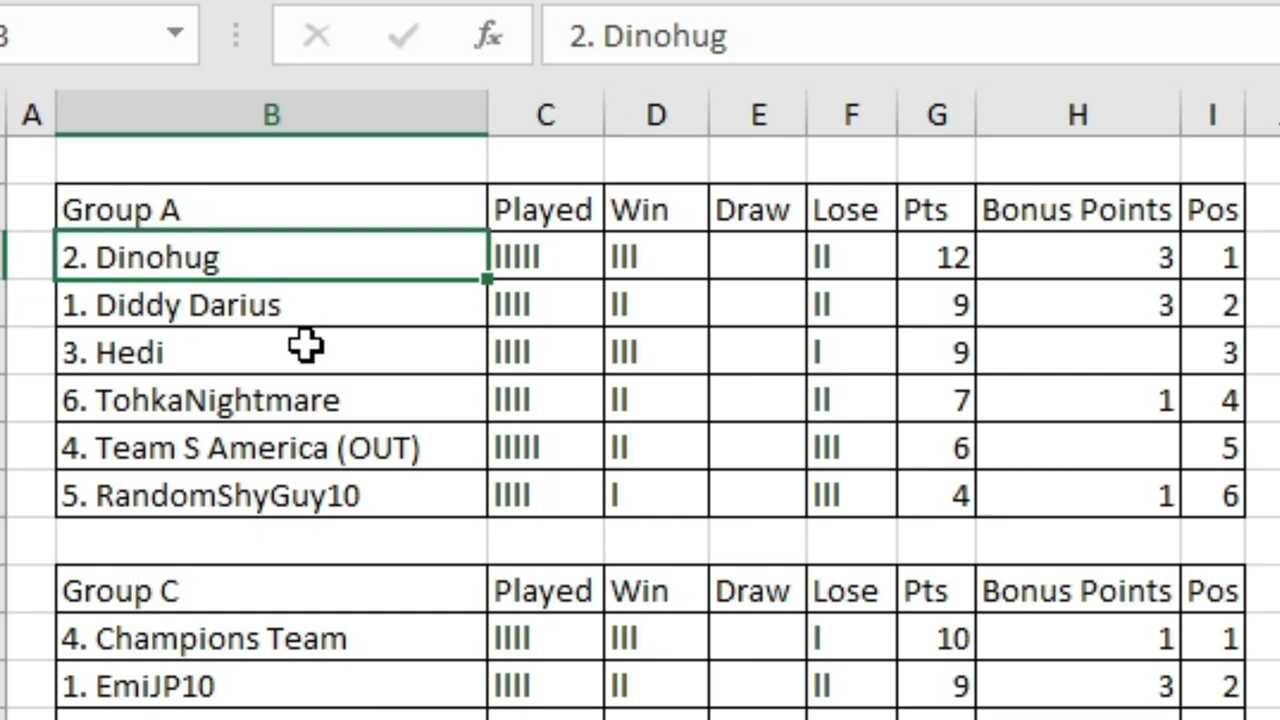 2. Dinohug
A B C D E F G H I
Group A Played Win Draw Lose Pts Bonus Points Pos
2. Dinohug IIIII III II 12 3 1
1. Diddy Darius IIII II II 9 3 2
3. Hedi IIII III I 9 3
6. TohkaNightmare IIII II II 7 1 4
4. Team S America (OUT) IIIII II III 6 5
5. RandomShyGuy10 IIII I III 4 1 6
Group C Played Win Draw Lose Pts Bonus Points Pos
4. Champions Team IIII III I 10 1 1
1. EmiJP10 IIII II II 9 3 2